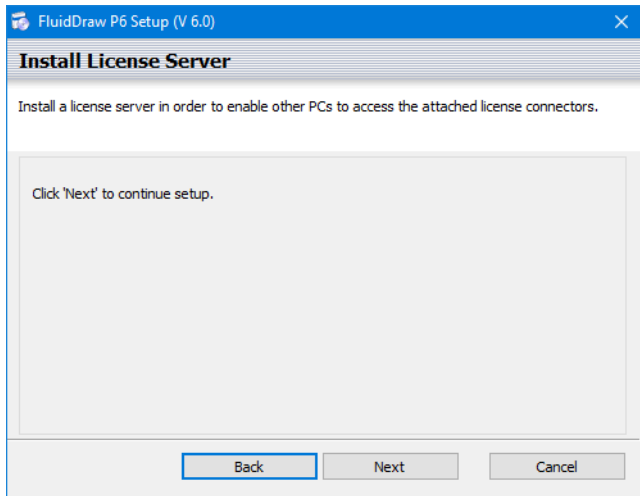 FluidDraw P6 Setup (V 6.0)
Install License Server
Install a license server in order to enable other PCs to access the attached license connectors.
Click 'Next' to continue setup.
Back
Next
Cancel